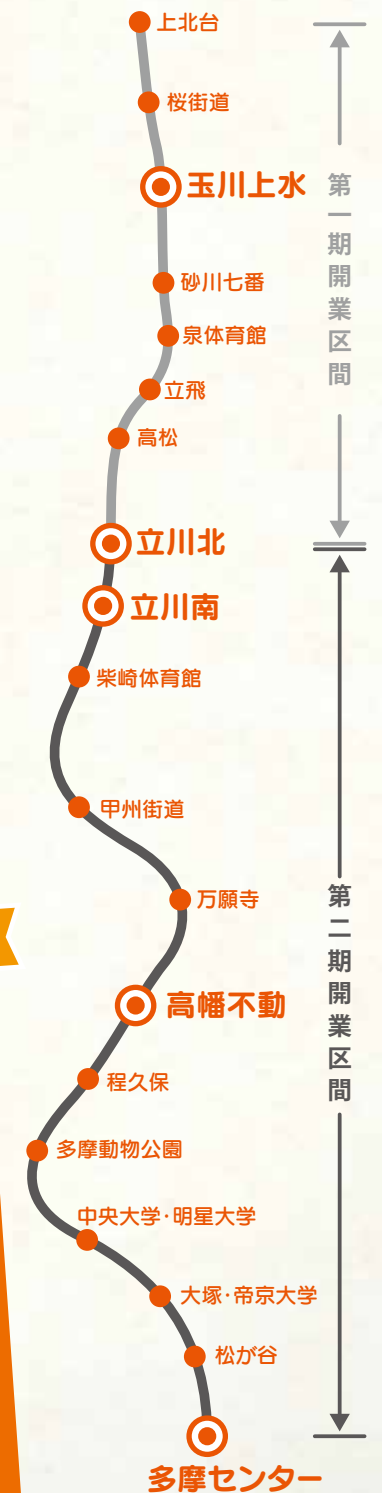 上北台
桜街道
玉川上水
砂川七番
泉体育館
立飛
高松
立川北
第一期開業区間
立川南
柴崎体育館
甲州街道
万願寺
高幡不動
程久保
多摩動物公園
中央大学・明星大学
大塚・帝京大学
松が谷
多摩センター
第二期開業区間